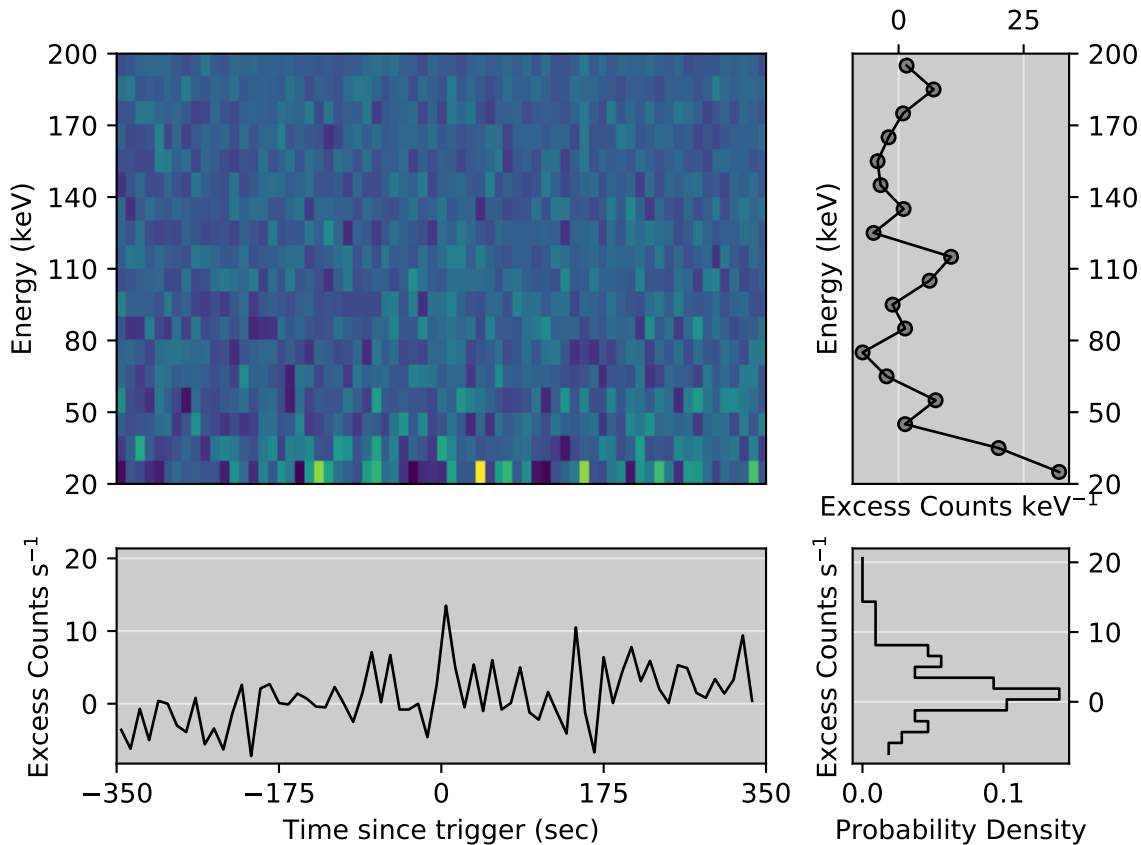 0 25
200
170
140
110
80
50
20
Energy (keV)
200
170
140
110
80
50
20
Energy (keV)
Excess Counts keV⁻¹
20
10
0
Excess Counts s⁻¹
−350 −175 0 175 350
Time since trigger (sec)
20
10
0
Excess Counts s⁻¹
0.0 0.1
Probability Density